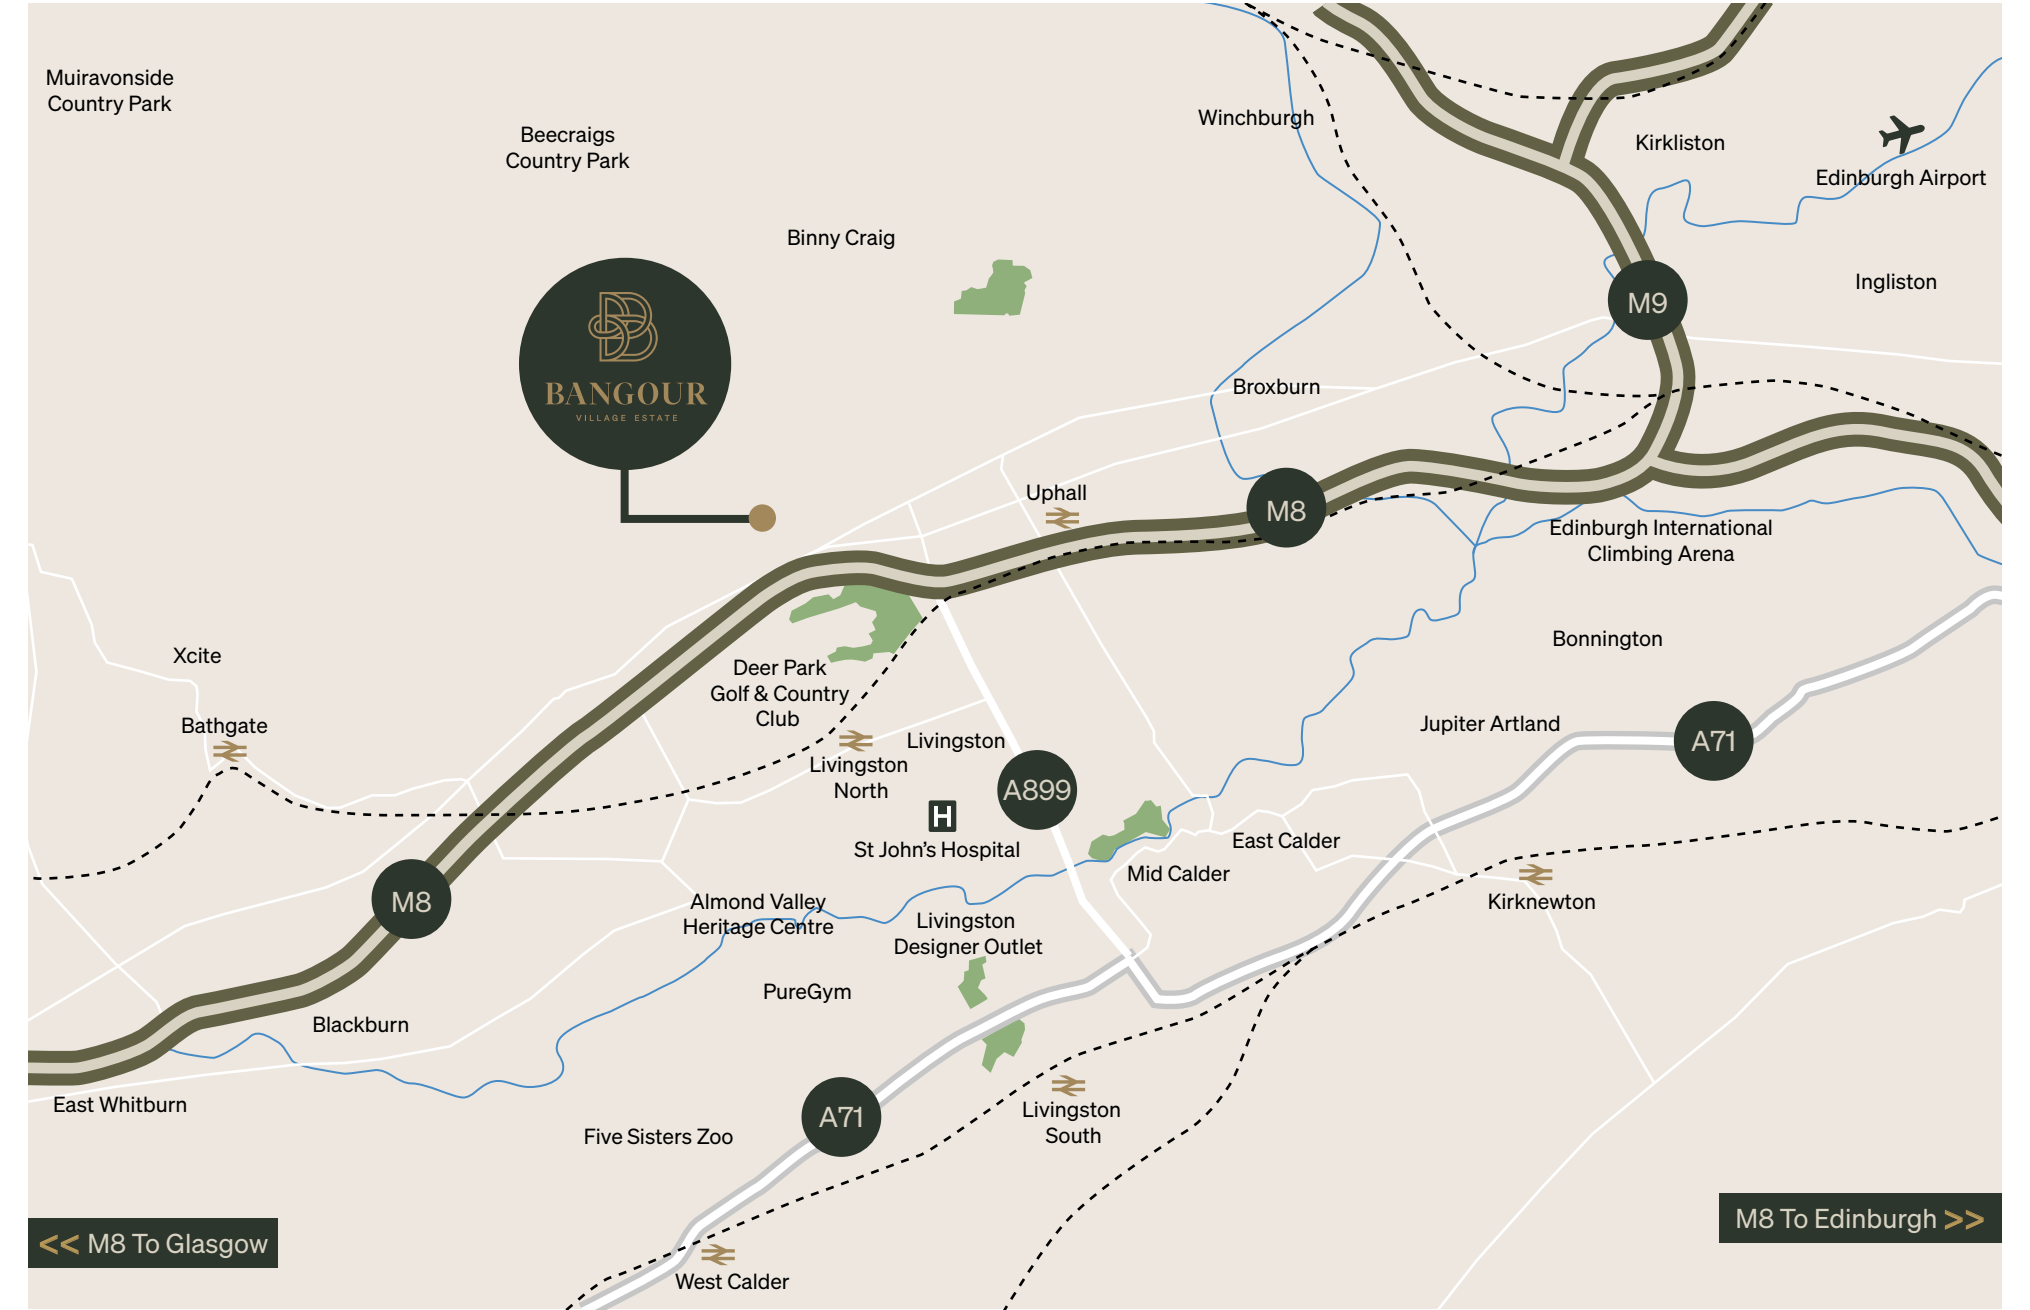 Muiravonside
Country Park
Beecraigs
Country Park
Winchburgh
Kirkliston
Edinburgh Airport
Binny Craig
Ingliston
M9
BANGOUR
VILLAGE ESTATE
Broxburn
Uphall
M8
Edinburgh International
Climbing Arena
Bonnington
Xcite
Deer Park
Golf & Country
Club
Bathgate
Jupiter Artland
A71
Livingston
Livingston
North
A899
H
St John's Hospital
East Calder
Mid Calder
M8
Almond Valley
Heritage Centre
Livingston
Designer Outlet
Kirknewton
PureGym
Blackburn
East Whitburn
A71
Livingston
South
Five Sisters Zoo
<< M8 To Glasgow
M8 To Edinburgh >>
West Calder